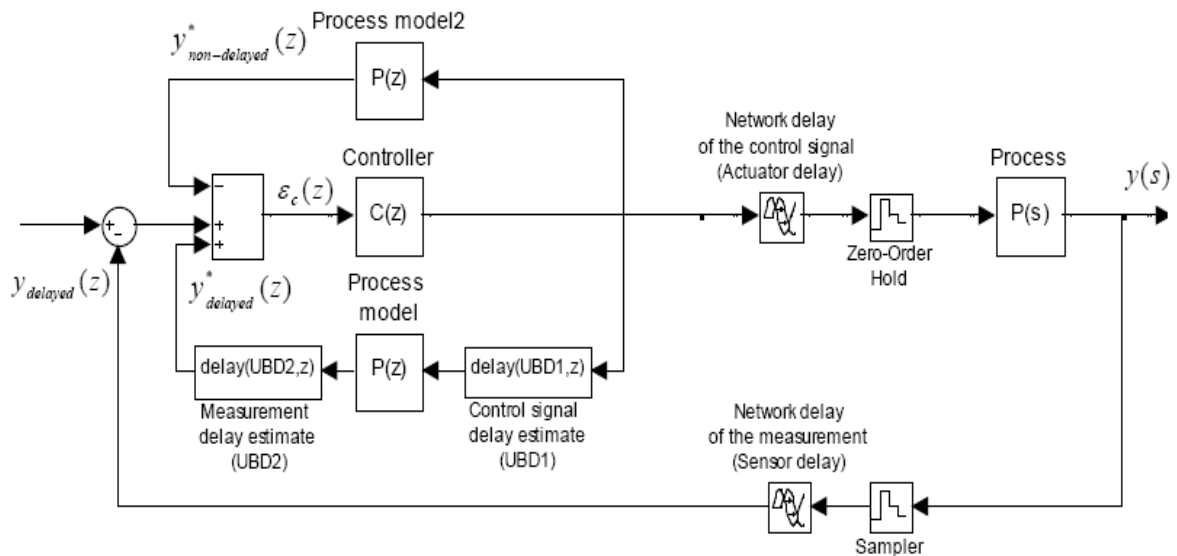 Process model2
y*non-delayed(z)
P(z)
Network delay
of the control signal
(Actuator delay)
Controller
Process
εc(z)
C(z)
P(s)
y(s)
Zero-Order
Hold
+
-
-
+
+
ydelayed(z)
y*delayed(z)
Process
model
delay(UBD2,z)
P(z)
delay(UBD1,z)
Measurement
delay estimate
(UBD2)
Control signal
delay estimate
(UBD1)
Network delay
of the measurement
(Sensor delay)
Sampler